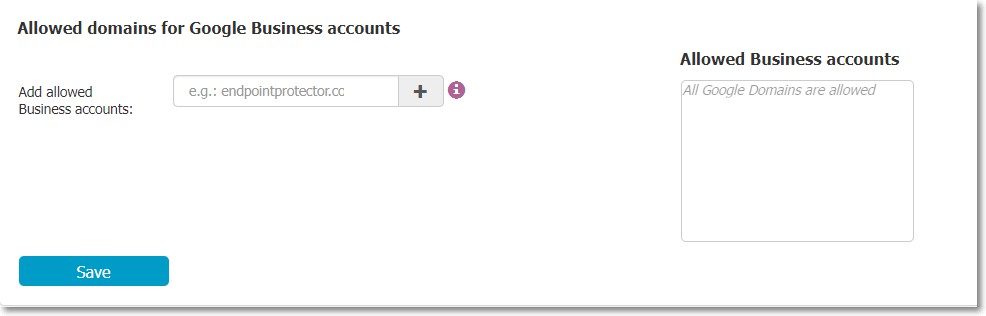 Allowed domains for Google Business accounts
Allowed Business accounts
Add allowed
Business accounts:
e.g.: endpointprotector.cc
+
i
All Google Domains are allowed
Save